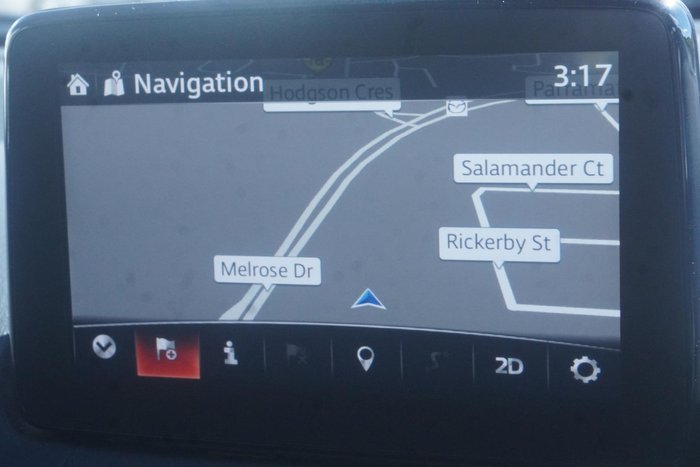 Navigation
3:17
Hodgson Cres
Salamander Ct
Rickerby St
Melrose Dr
2D